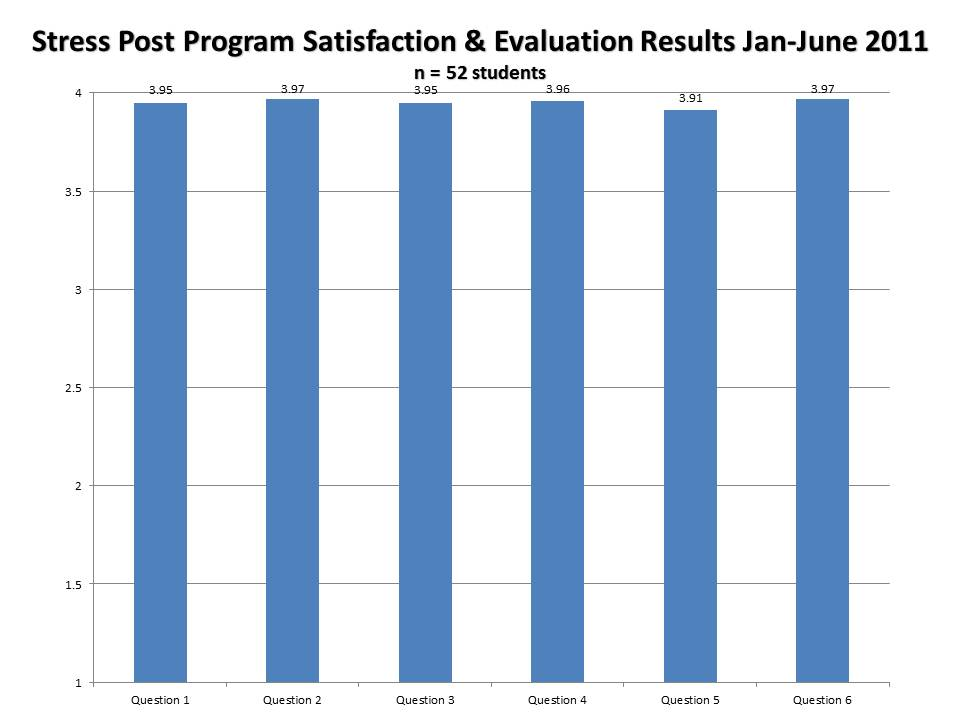 Stress Post Program Satisfaction & Evaluation Results Jan-June 2011
n = 52 students
3.95 3.97 3.95 3.96 3.91 3.97
4
3.5
3
2.5
2
1.5
1
Question 1 Question 2 Question 3 Question 4 Question 5 Question 6